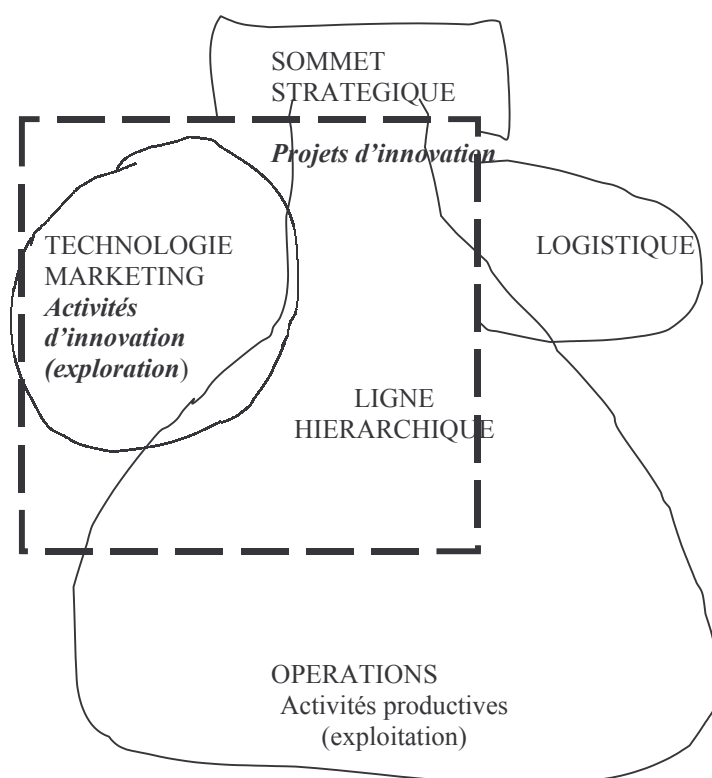 SOMMET
STRATEGIQUE
Projets d'innovation
TECHNOLOGIE
MARKETING
Activités
d'innovation
(exploration)
LOGISTIQUE
LIGNE
HIERARCHIQUE
OPERATIONS
Activités productives
(exploitation)